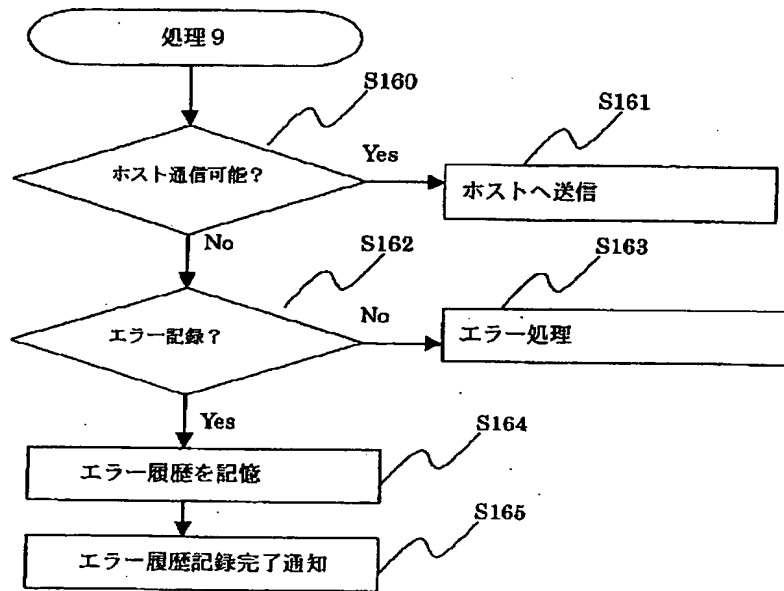 処理9
S160
ホスト通信可能?
Yes
S161
ホストへ送信
No
S162
エラー記録?
No
S163
エラー処理
Yes
S164
エラー履歴を記憶
S165
エラー履歴記録完了通知